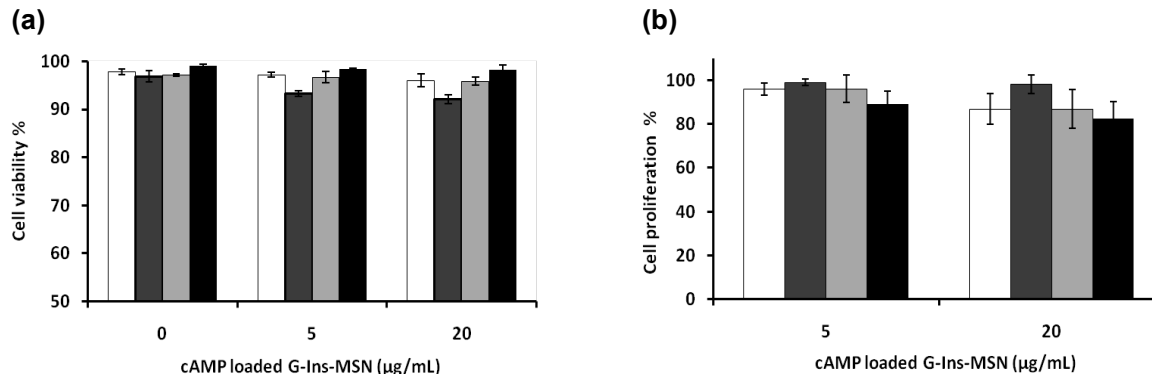 (a)
100
90
80
70
60
50
Cell viability %
0 5 20
cAMP loaded G-Ins-MSN (µg/mL)
(b)
100
80
60
40
20
0
Cell proliferation %
5 20
cAMP loaded G-Ins-MSN (µg/mL)